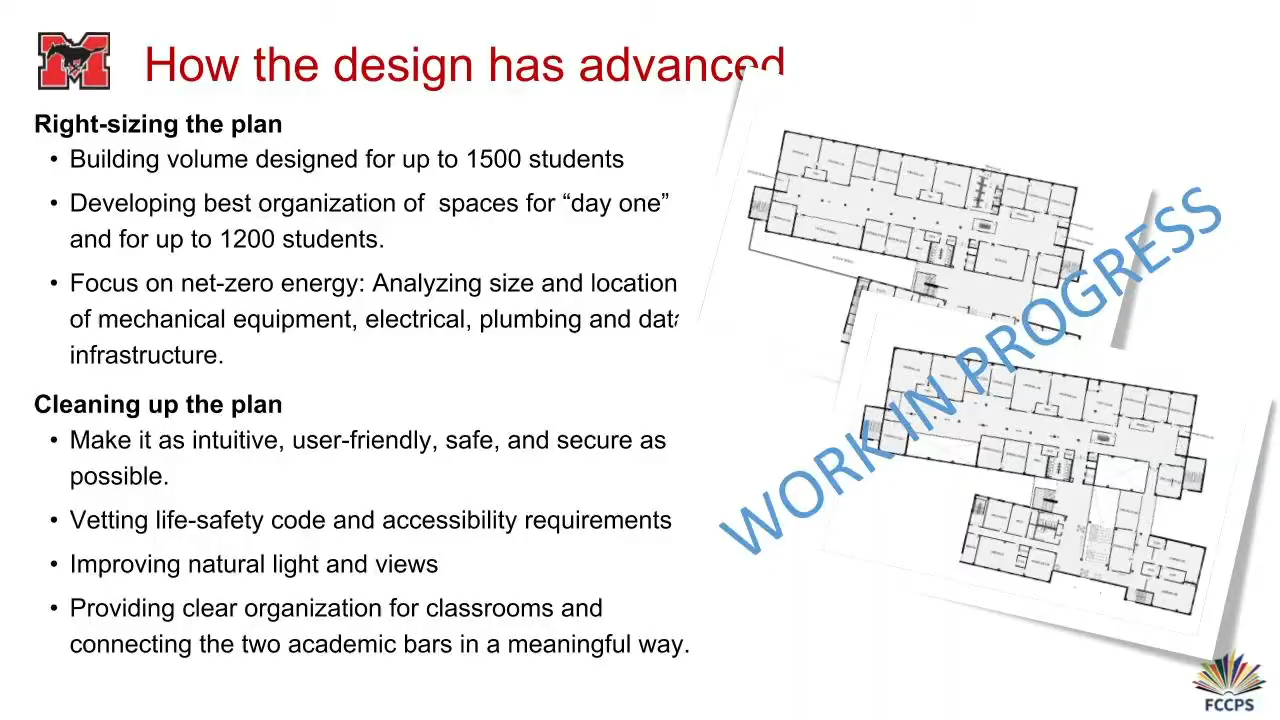 How the design has advanced
Right-sizing the plan
• Building volume designed for up to 1500 students
• Developing best organization of spaces for “day one”
and for up to 1200 students.
• Focus on net-zero energy: Analyzing size and location
of mechanical equipment, electrical, plumbing and data
infrastructure.
Cleaning up the plan
• Make it as intuitive, user-friendly, safe, and secure as
possible.
• Vetting life-safety code and accessibility requirements
• Improving natural light and views
• Providing clear organization for classrooms and
connecting the two academic bars in a meaningful way.
WORK IN PROGRESS
M
FCCPS